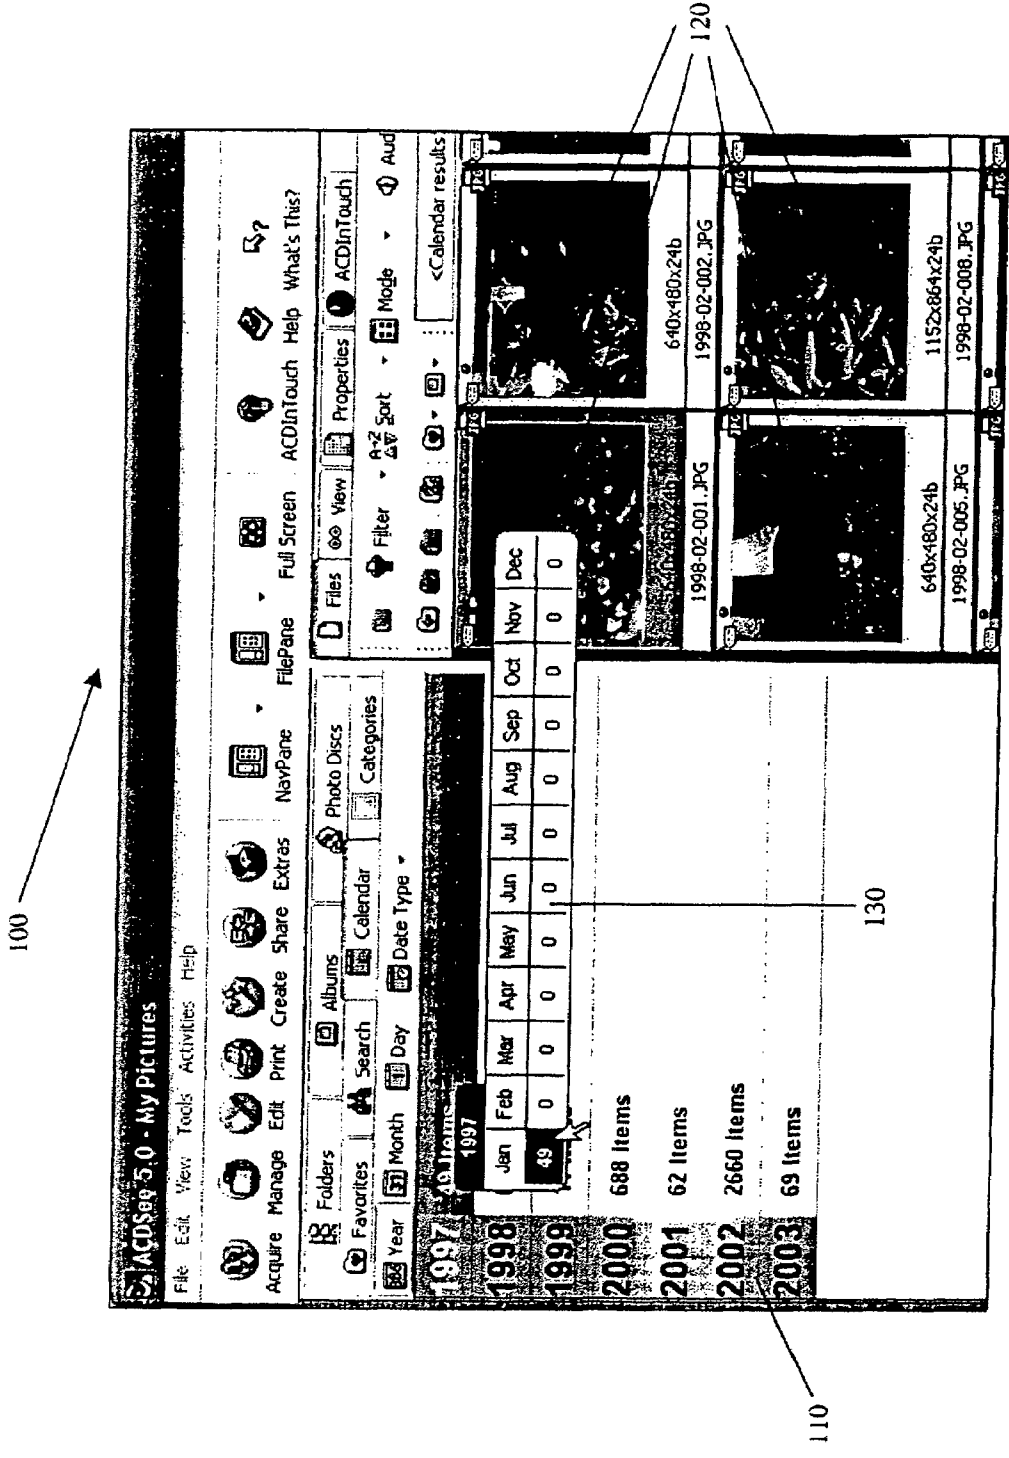 100
ACDSee 5.0 - My Pictures
File Edit View Tools Activities Help
Acquire Manage Edit Print Create Share Extras NavPane FilePane Full Screen ACDInTouch Help What's This?
Folders Albums Photo Discs
Favorites Search Calendar Categories
Year Month Day Date Type
Files View Properties ACDInTouch
Filter Sort Mode Aud
<Calendar results
1997 49 Items
1997
Jan Feb Mar Apr May Jun Jul Aug Sep Oct Nov Dec
49 0 0 0 0 0 0 0 0 0 0 0
1998
1999
2000 688 Items
2001 62 Items
2002 2660 Items
2003 69 Items
640x480x24b
1998-02-001.JPG
640x480x24b
1998-02-002.JPG
640x480x24b
1998-02-005.JPG
1152x864x24b
1998-02-008.JPG
110
120
130